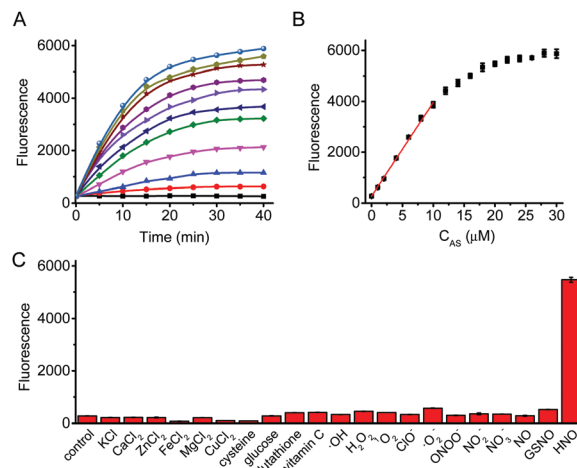 A
6000
4000
2000
0
Fluorescence
0 10 20 30 40
Time (min)
B
6000
4000
2000
0
Fluorescence
0 5 10 15 20 25 30
C_AS (μM)
C
6000
4000
2000
0
Fluorescence
control
KCl
CaCl₂
ZnCl₂
FeCl₂
MgCl₂
CuCl₂
cysteine
glucose
lutathione
vitamin C
·OH
H₂O₂
¹O₂
ClO⁻
·O₂⁻
ONOO⁻
NO₂⁻
NO₃⁻
NO
GSNO
HNO